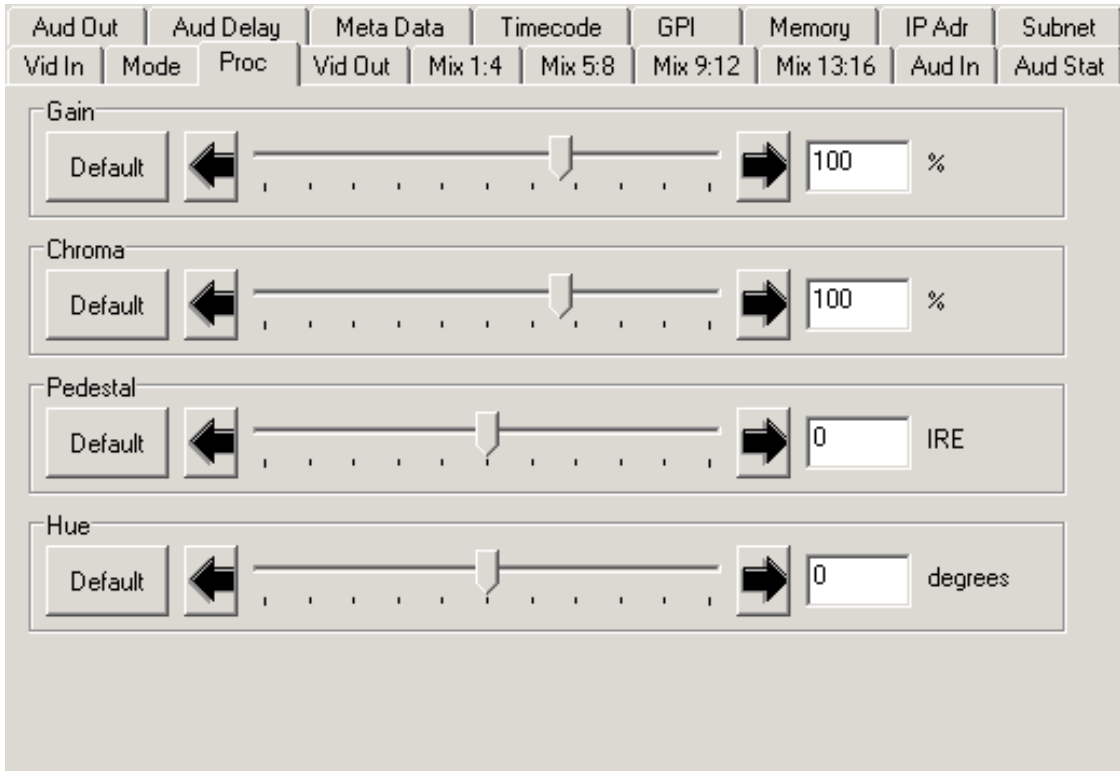 Aud Out Aud Delay Meta Data Timecode GPI Memory IP Adr Subnet
Vid In Mode Proc Vid Out Mix 1:4 Mix 5:8 Mix 9:12 Mix 13:16 Aud In Aud Stat
Gain
Default 100 %
Chroma
Default 100 %
Pedestal
Default 0 IRE
Hue
Default 0 degrees